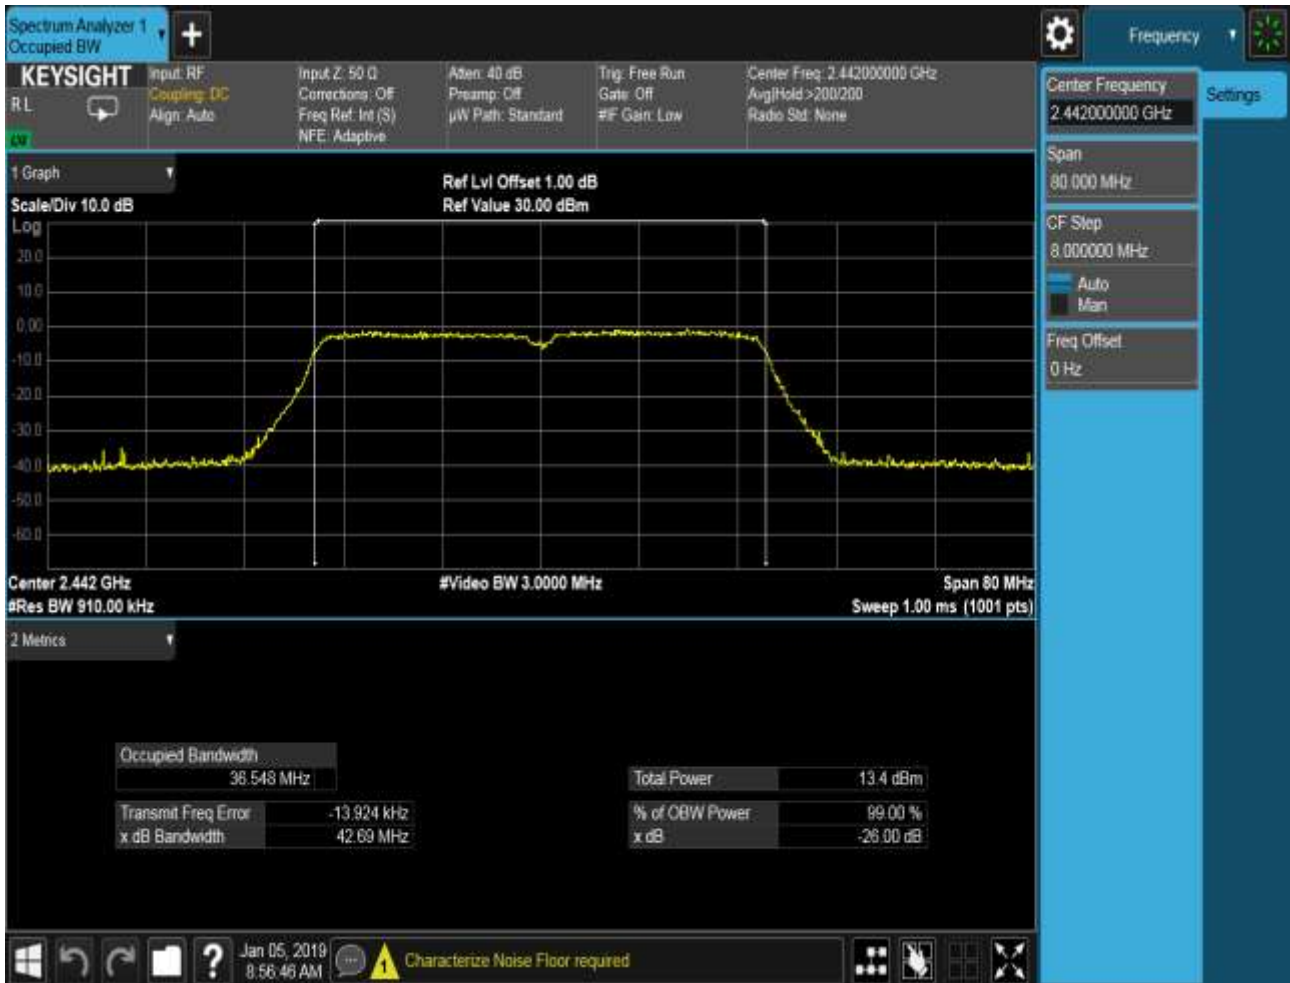 Spectrum Analyzer 1
Occupied BW
Frequency
KEYSIGHT
R L
Input: RF
Coupling: DC
Align: Auto
Input Z: 50 Ω
Corrections: Off
Freq Ref: Int (S)
NFE: Adaptive
Atten: 40 dB
Preamp: Off
µW Path: Standard
Trig: Free Run
Gate: Off
#IF Gain: Low
Center Freq: 2.442000000 GHz
Avg|Hold:>200/200
Radio Std: None
Center Frequency
2.442000000 GHz
Settings
Span
80.000 MHz
CF Step
8.000000 MHz
Auto
Man
Freq Offset
0 Hz
1 Graph
Scale/Div 10.0 dB
Ref Lvl Offset 1.00 dB
Ref Value 30.00 dBm
Log
20.0
10.0
0.00
-10.0
-20.0
-30.0
-40.0
-50.0
-60.0
Center 2.442 GHz
#Video BW 3.0000 MHz
Span 80 MHz
#Res BW 910.00 kHz
Sweep 1.00 ms (1001 pts)
2 Metrics
Occupied Bandwidth
36.548 MHz
Total Power 13.4 dBm
Transmit Freq Error -13.924 kHz
% of OBW Power 99.00 %
x dB Bandwidth 42.69 MHz
x dB -26.00 dB
Jan 05, 2019
8:56:46 AM
?
1
Characterize Noise Floor required